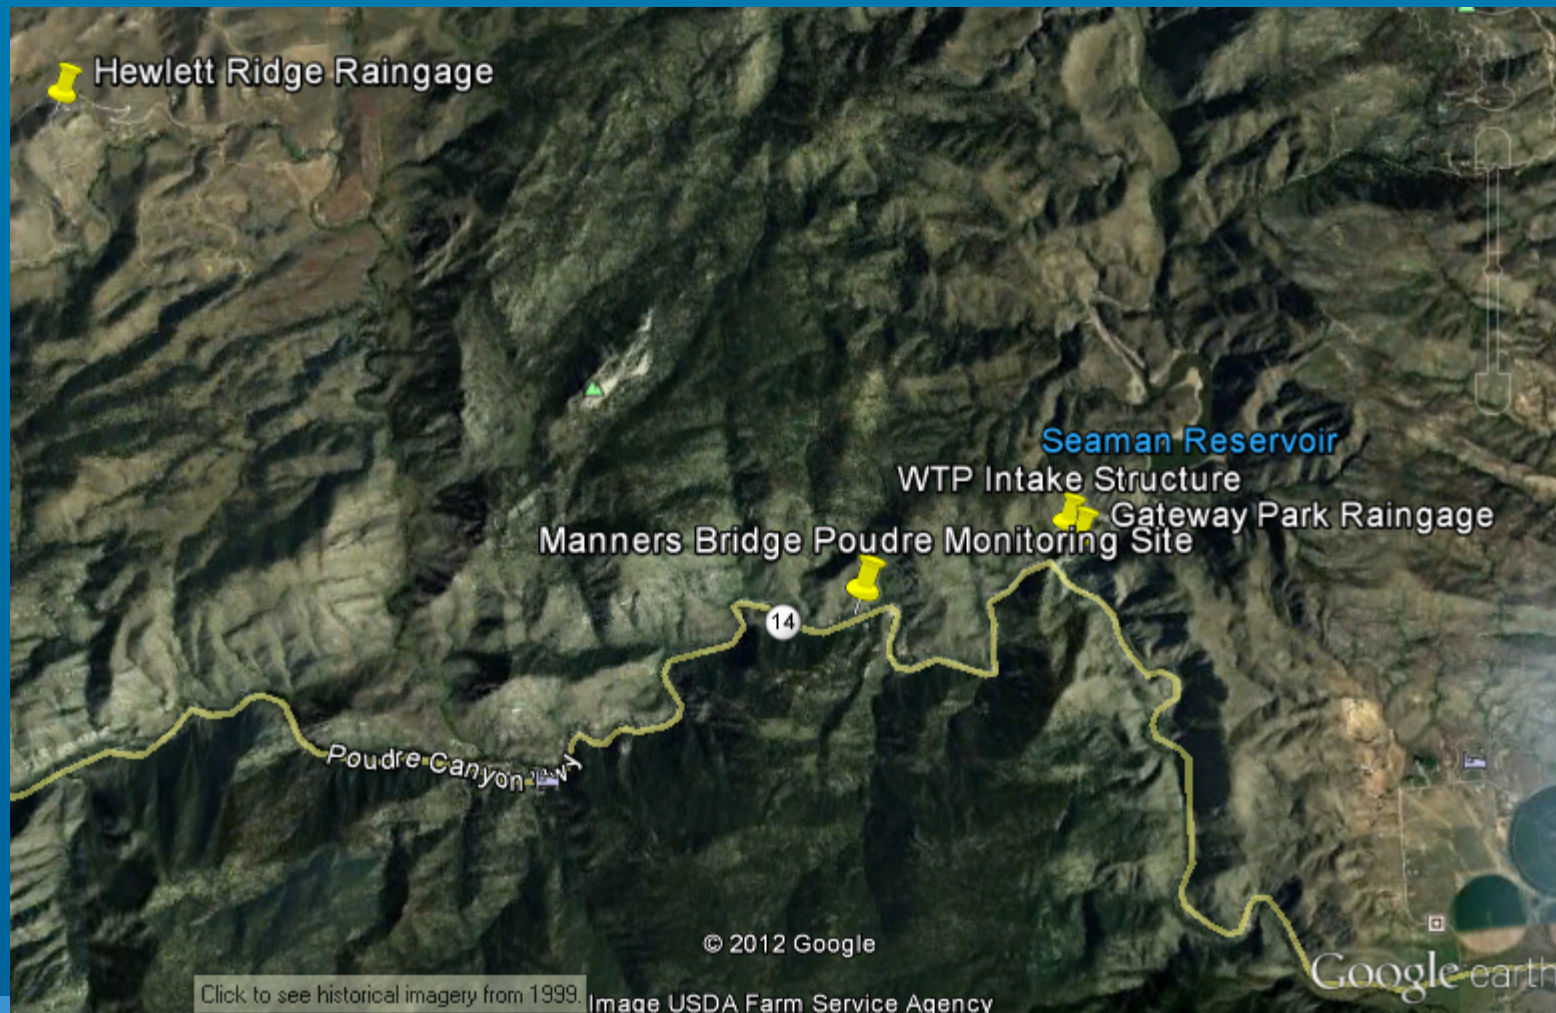 Hewlett Ridge Raingage
Seaman Reservoir
WTP Intake Structure
Gateway Park Raingage
Manners Bridge Poudre Monitoring Site
14
Poudre Canyon Hwy
© 2012 Google
Google earth
Click to see historical imagery from 1999.
Image USDA Farm Service Agency